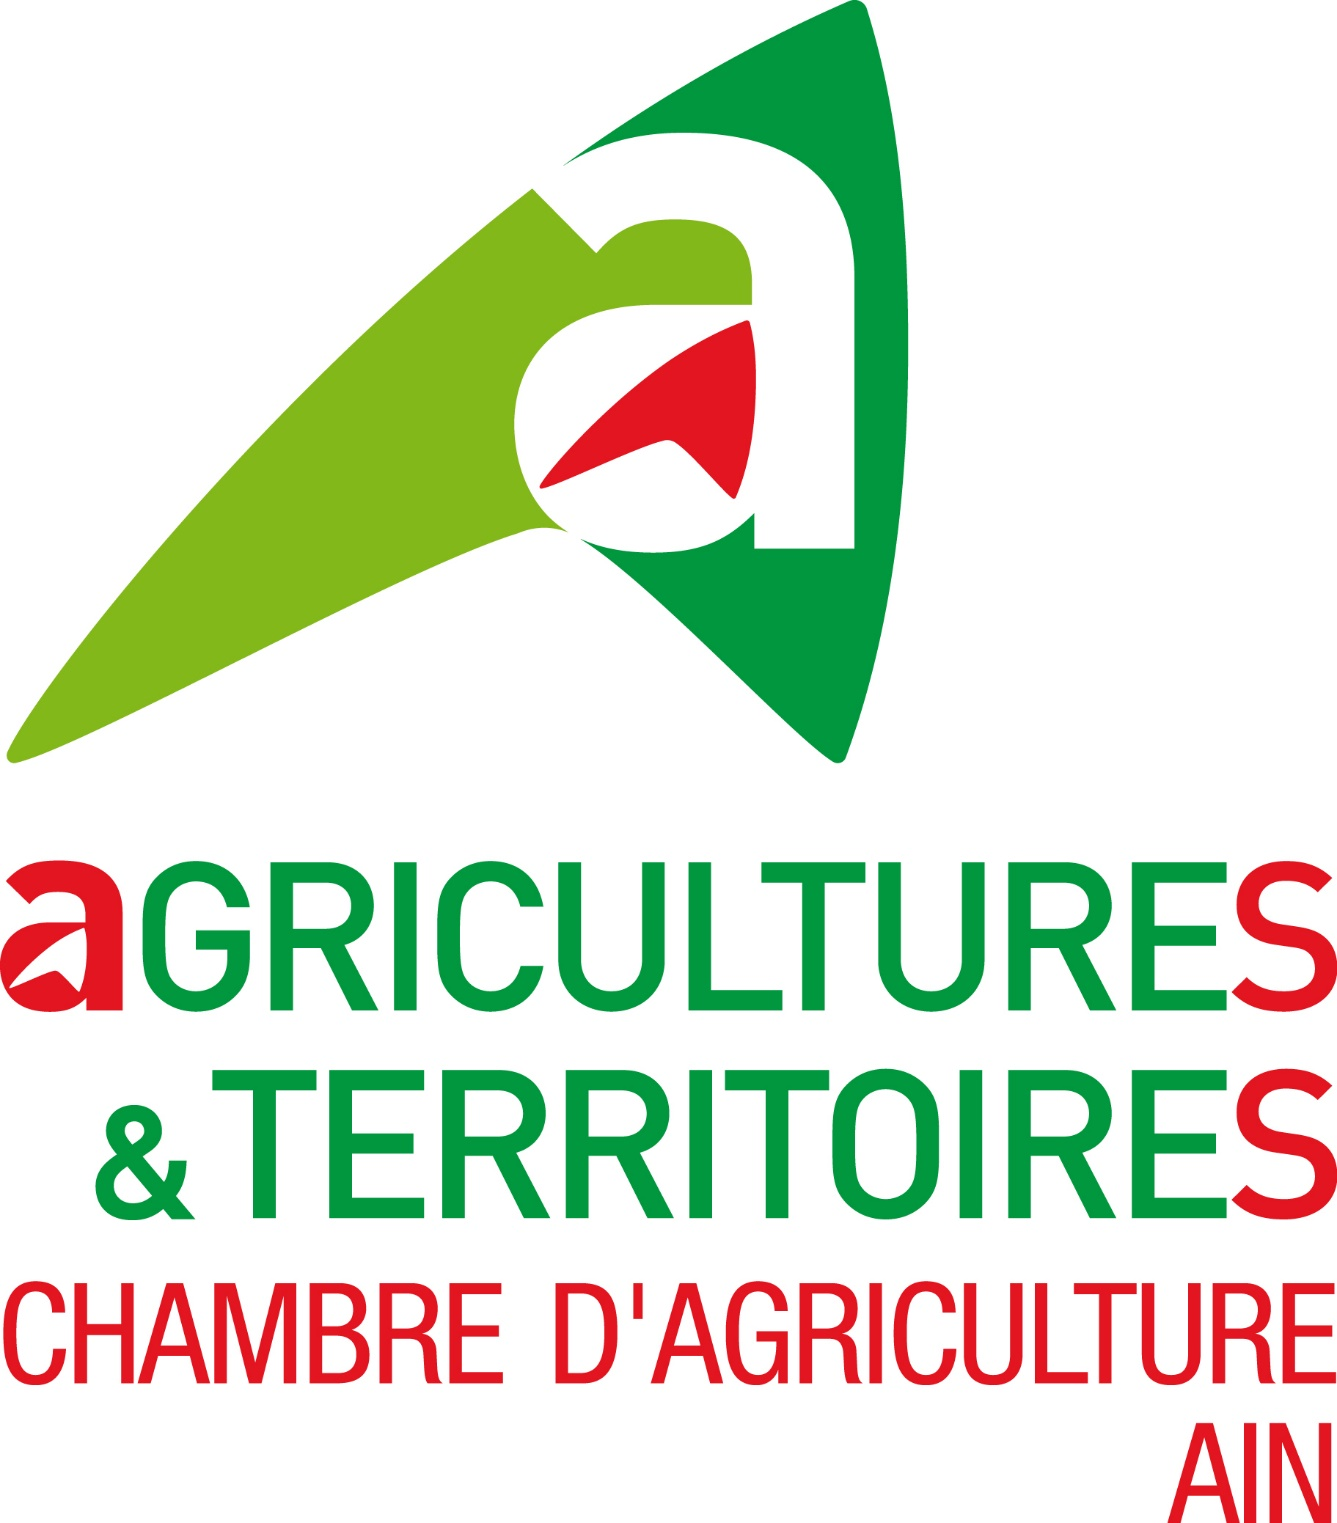 a
aGRICULTURES
& TERRITOIRES
CHAMBRE D'AGRICULTURE
AIN